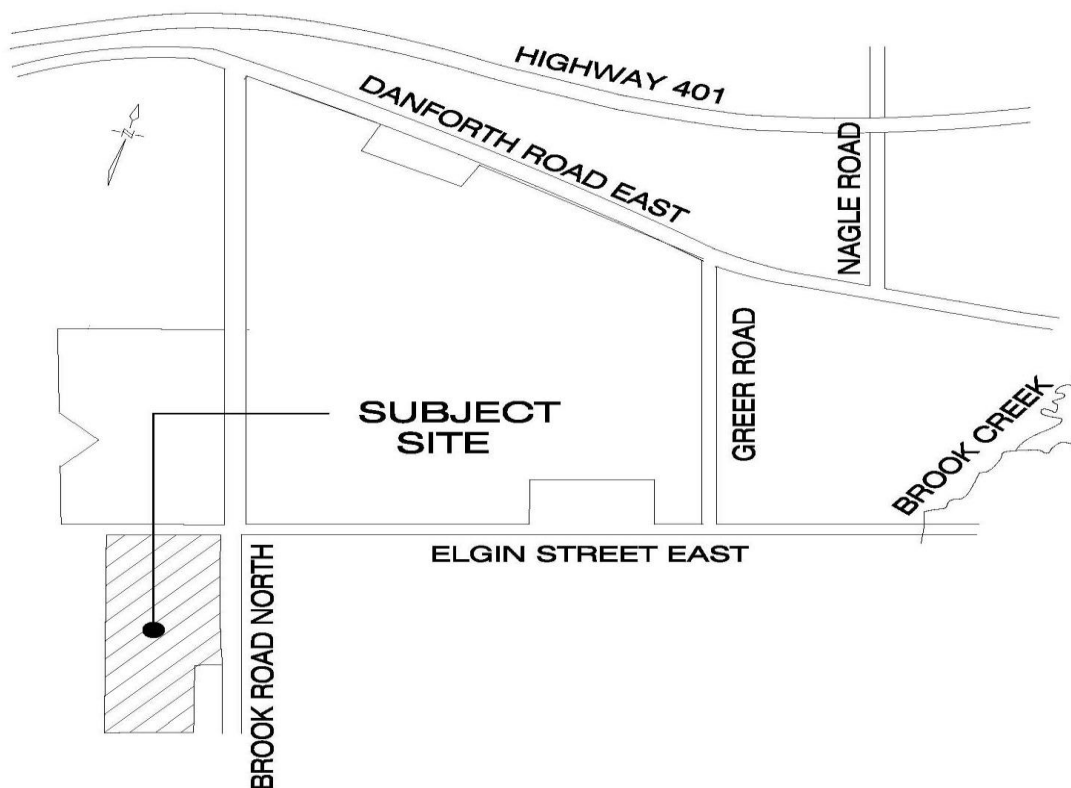 HIGHWAY 401
DANFORTH ROAD EAST
NAGLE ROAD
N
GREER ROAD
SUBJECT
SITE
BROOK CREEK
ELGIN STREET EAST
BROOK ROAD NORTH